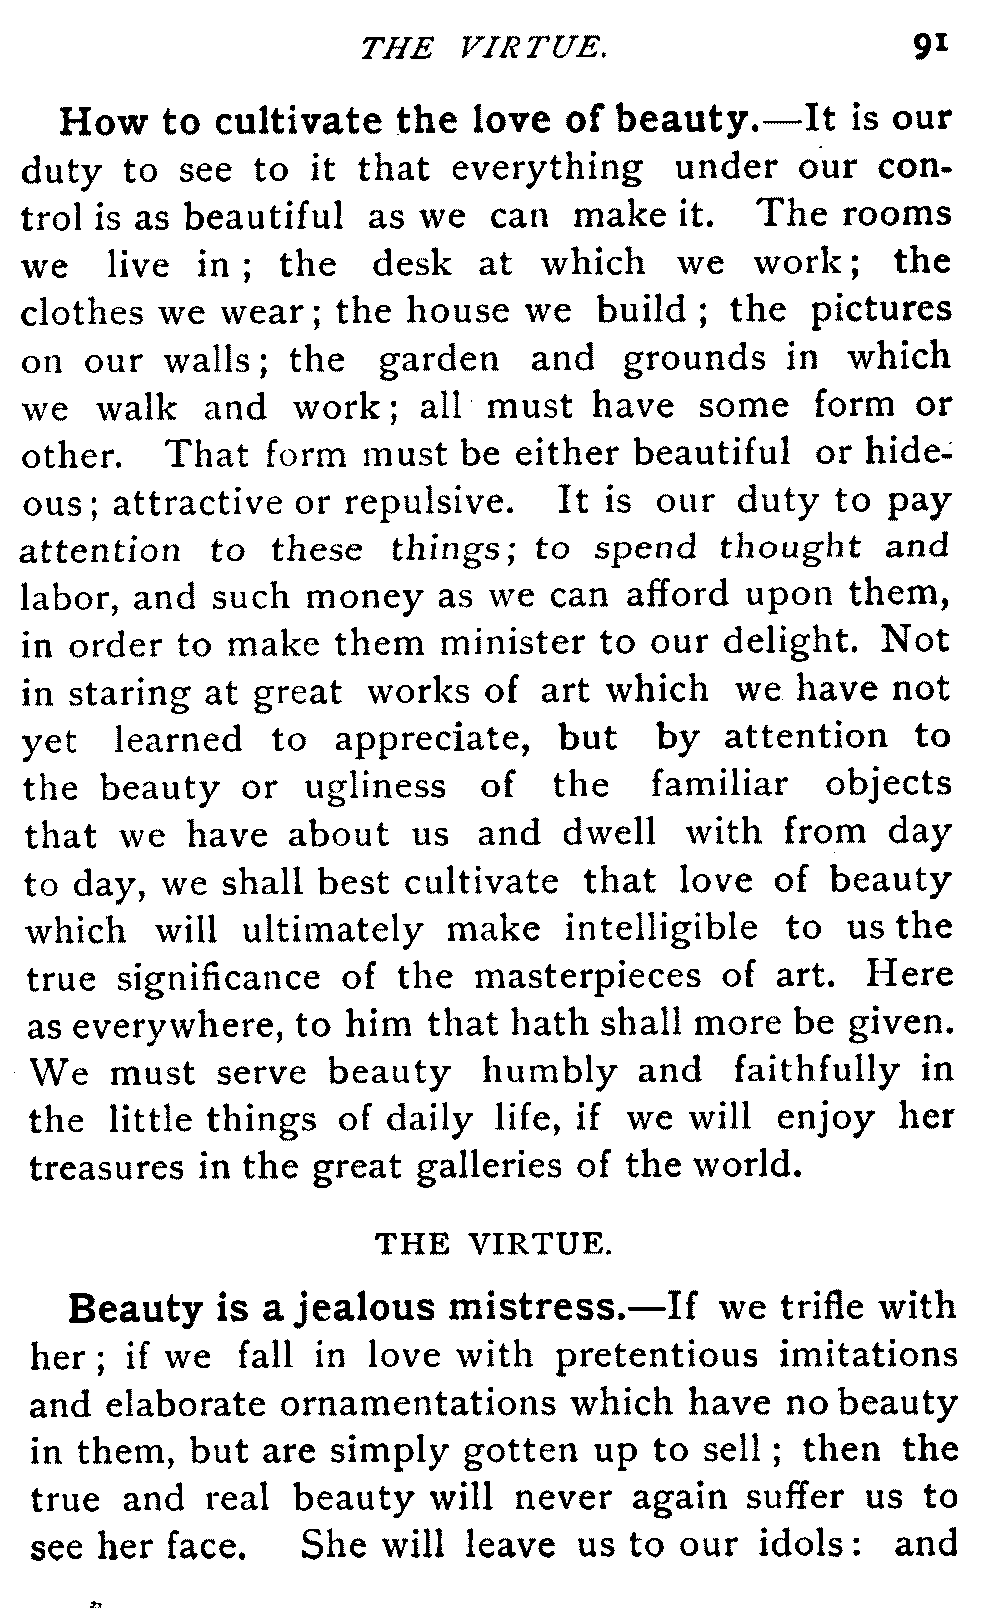 THE VIRTUE. 91
How to cultivate the love of beauty.—It is our
duty to see to it that everything under our con-
trol is as beautiful as we can make it. The rooms
we live in ; the desk at which we work ; the
clothes we wear ; the house we build ; the pictures
on our walls ; the garden and grounds in which
we walk and work ; all must have some form or
other. That form must be either beautiful or hide-
ous ; attractive or repulsive. It is our duty to pay
attention to these things ; to spend thought and
labor, and such money as we can afford upon them,
in order to make them minister to our delight. Not
in staring at great works of art which we have not
yet learned to appreciate, but by attention to
the beauty or ugliness of the familiar objects
that we have about us and dwell with from day
to day, we shall best cultivate that love of beauty
which will ultimately make intelligible to us the
true significance of the masterpieces of art. Here
as everywhere, to him that hath shall more be given.
We must serve beauty humbly and faithfully in
the little things of daily life, if we will enjoy her
treasures in the great galleries of the world.
THE VIRTUE.
Beauty is a jealous mistress.—If we trifle with
her ; if we fall in love with pretentious imitations
and elaborate ornamentations which have no beauty
in them, but are simply gotten up to sell ; then the
true and real beauty will never again suffer us to
see her face. She will leave us to our idols : and